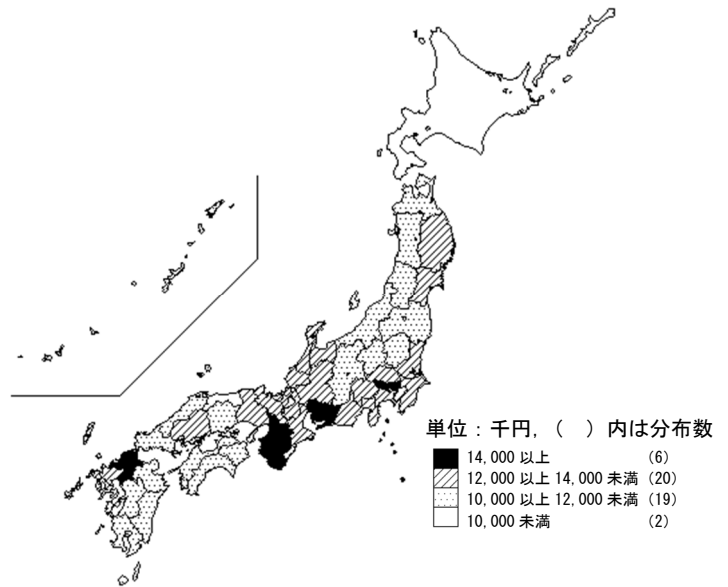 単位：千円，（　）内は分布数
14,000 以上 （6）
12,000 以上 14,000 未満 （20）
10,000 以上 12,000 未満 （19）
10,000 未満 （2）